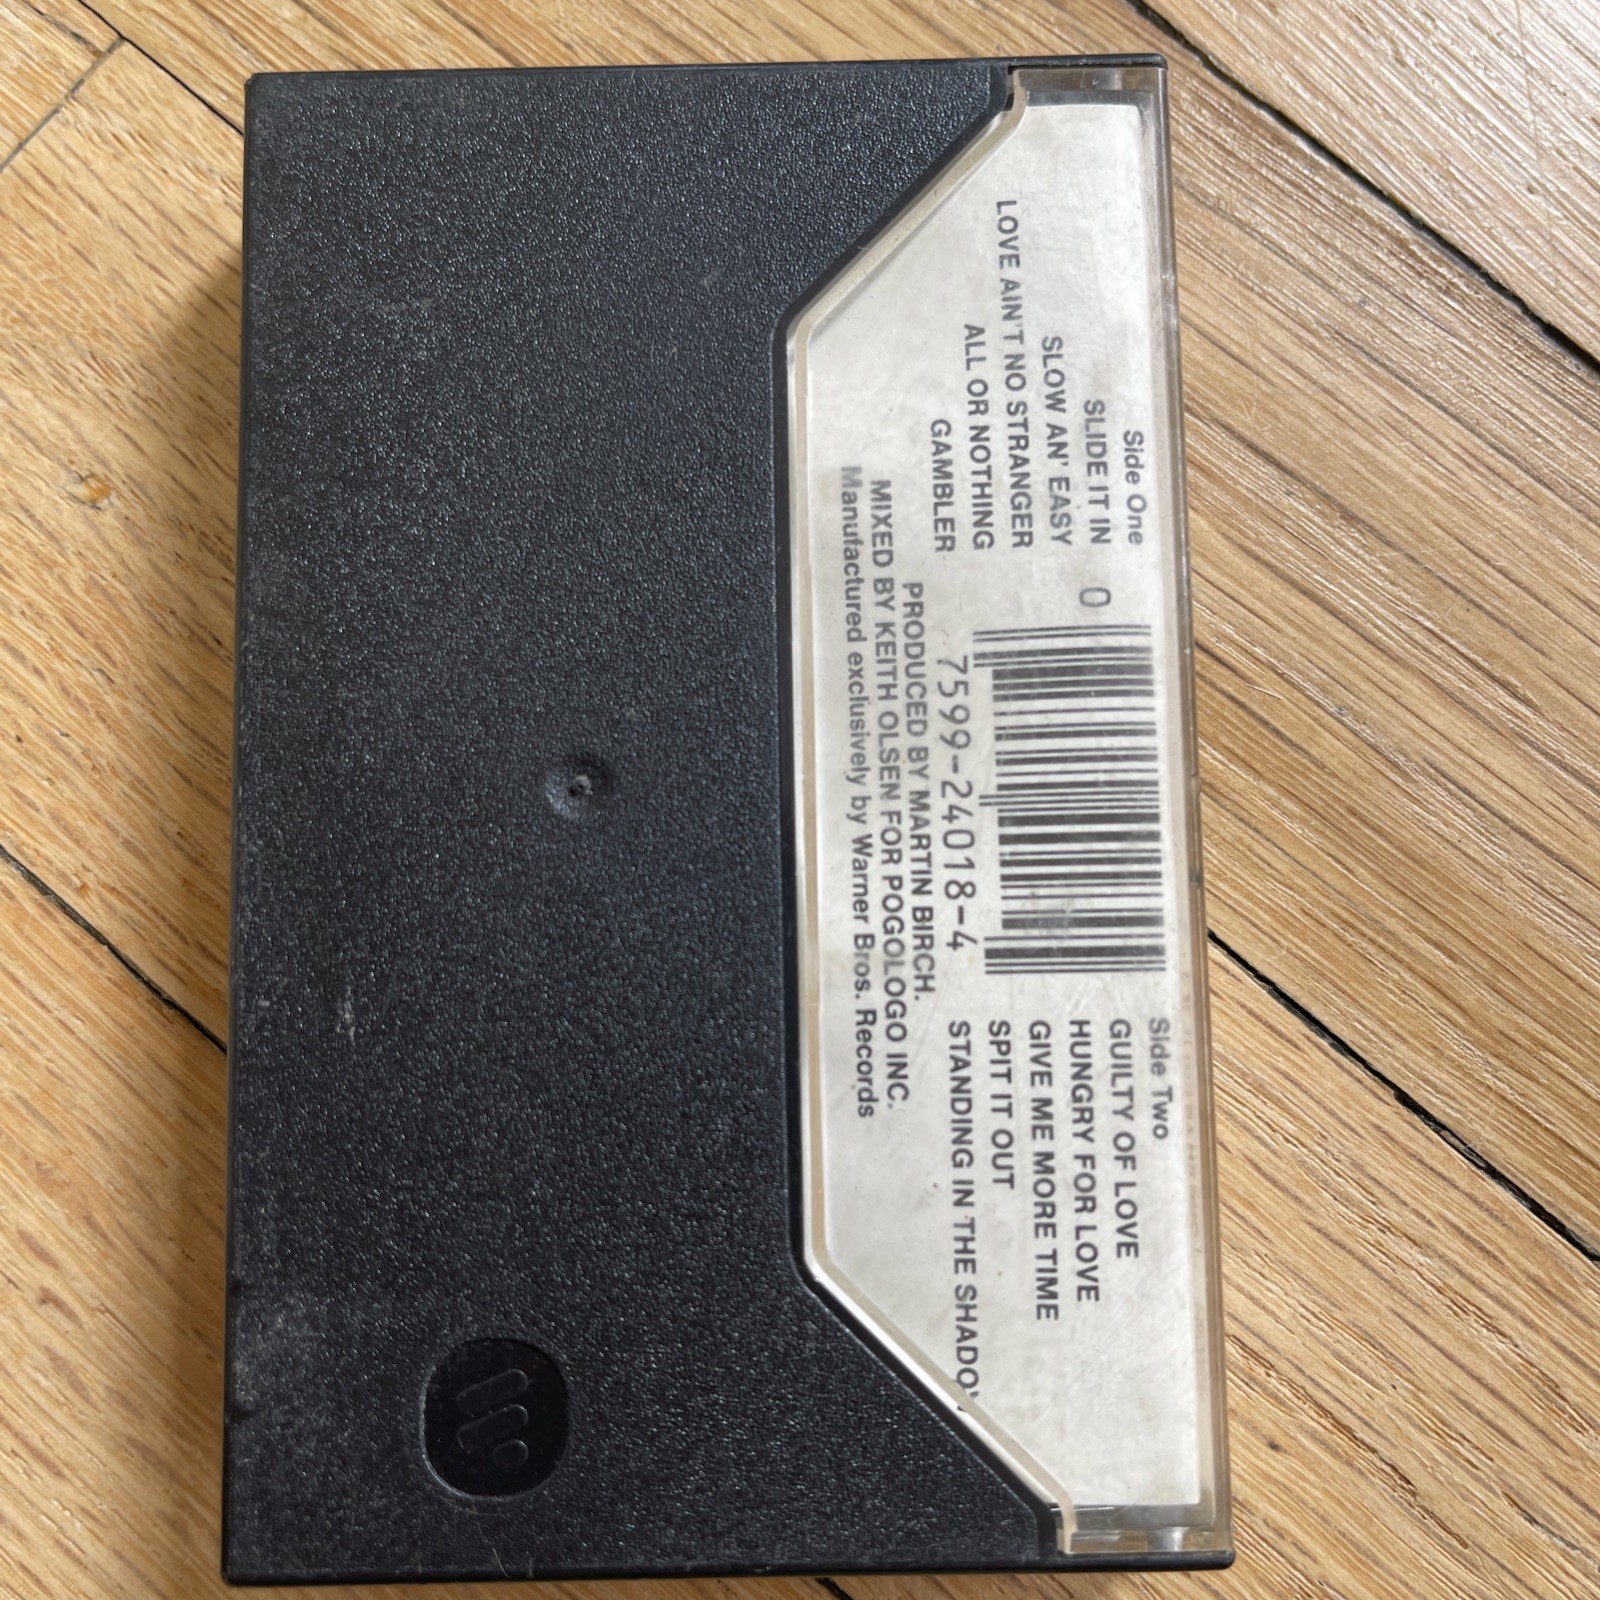 Side One
SLIDE IT IN
SLOW AN' EASY
LOVE AIN'T NO STRANGER
ALL OR NOTHING
GAMBLER
0
7599-24018-4
Side Two
GUILTY OF LOVE
HUNGRY FOR LOVE
GIVE ME MORE TIME
SPIT IT OUT
STANDING IN THE SHADOW
PRODUCED BY MARTIN BIRCH.
MIXED BY KEITH OLSEN FOR POGOLOGO INC.
Manufactured exclusively by Warner Bros. Records